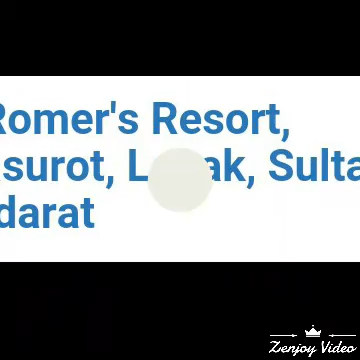 Romer's Resort,
surot, L ak, Sulta
darat
Zenjoy Video